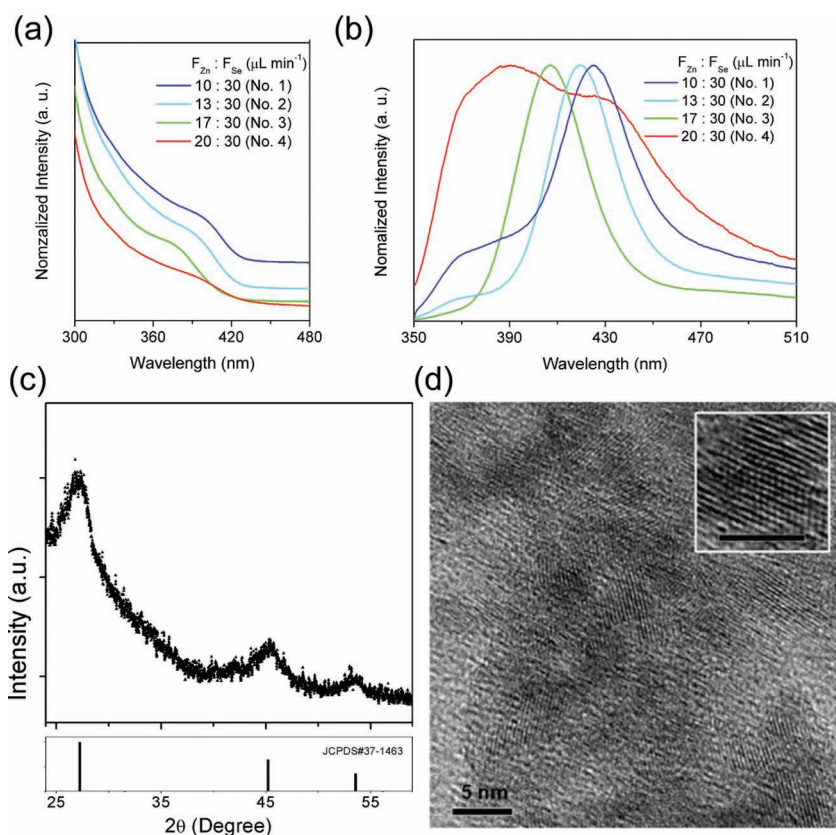 (a)
F_Zn : F_Se (μL min⁻¹)
10 : 30 (No. 1)
13 : 30 (No. 2)
17 : 30 (No. 3)
20 : 30 (No. 4)
Nomzalized Intensity (a. u.)
300 360 420 480
Wavelength (nm)
(b)
F_Zn : F_Se (μL min⁻¹)
10 : 30 (No. 1)
13 : 30 (No. 2)
17 : 30 (No. 3)
20 : 30 (No. 4)
Normalized Intensity (a. u.)
350 390 430 470 510
Wavelength (nm)
(c)
Intensity (a.u.)
JCPDS#37-1463
25 45 55
2θ (Degree)
(d)
5 nm